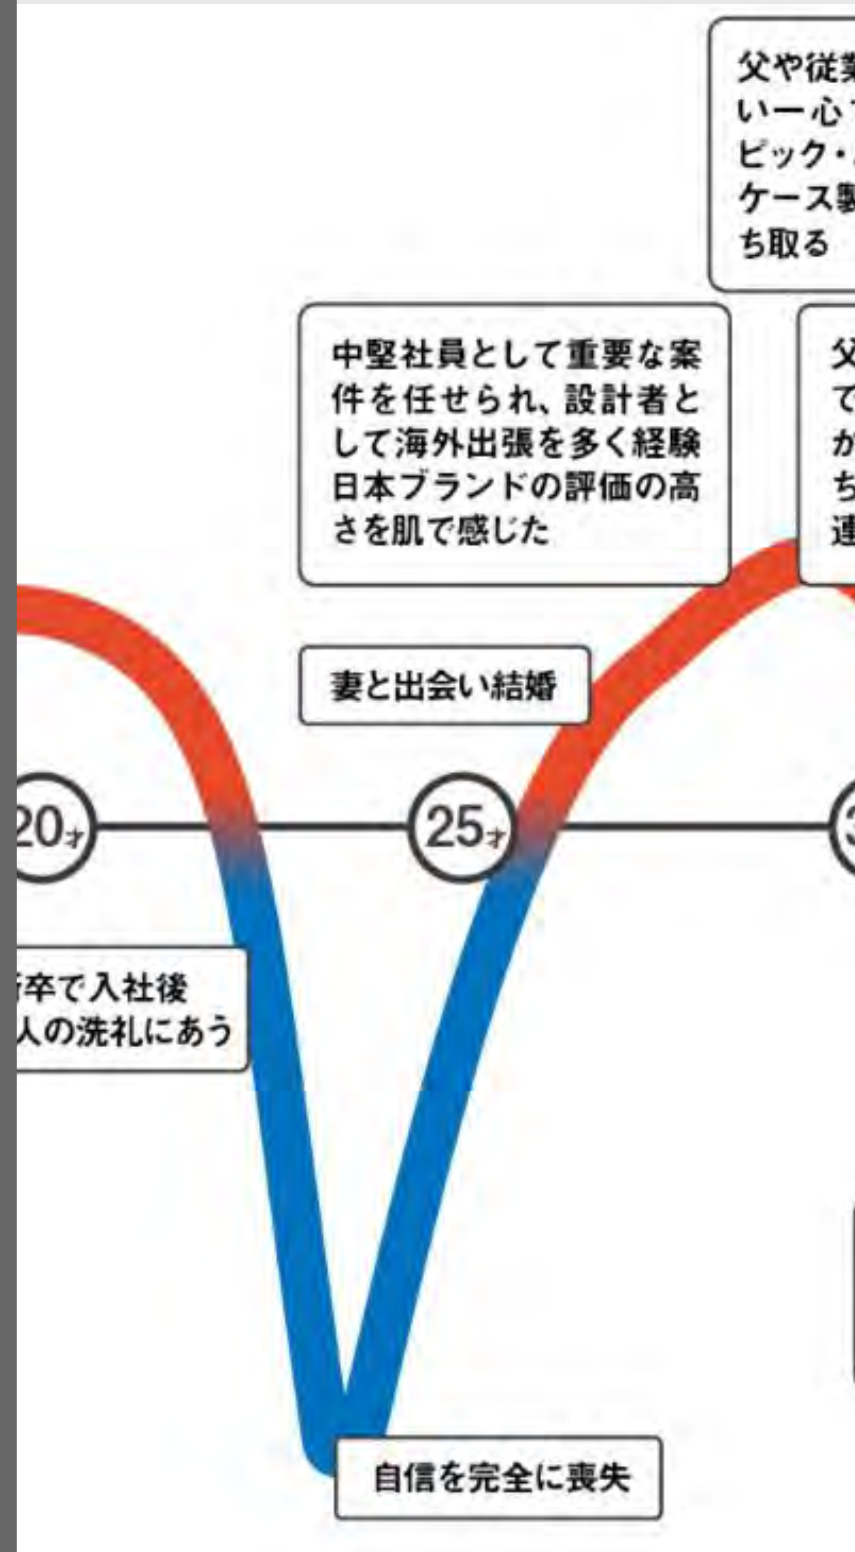 父や従業
い一心で
ピック・
ケース製
ち取る
中堅社員として重要な案
件を任せられ、設計者と
して海外出張を多く経験
日本ブランドの評価の高
さを肌で感じた
父
で
が
ち
連
妻と出会い結婚
20才
25才
卒で入社後
人の洗礼にあう
自信を完全に喪失